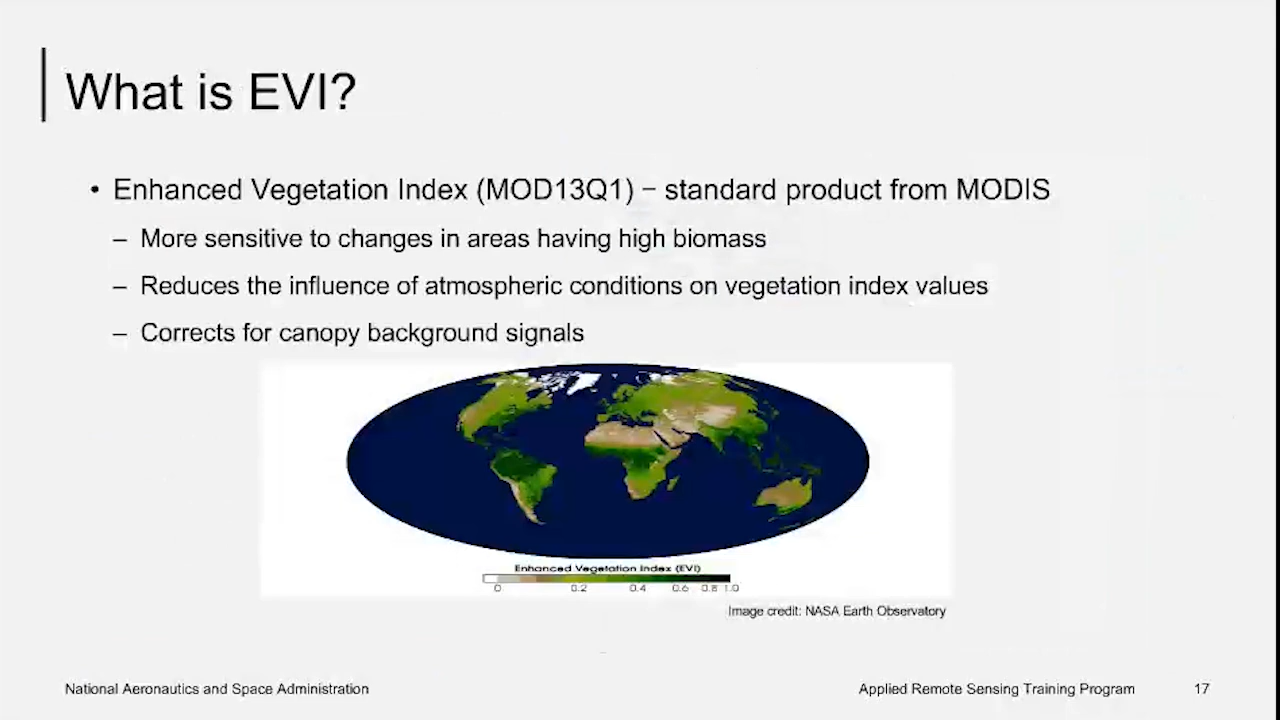 What is EVI?
• Enhanced Vegetation Index (MOD13Q1) − standard product from MODIS
– More sensitive to changes in areas having high biomass
– Reduces the influence of atmospheric conditions on vegetation index values
– Corrects for canopy background signals
Enhanced Vegetation Index (EVI)
0 0.2 0.4 0.6 0.8 1.0
Image credit: NASA Earth Observatory
National Aeronautics and Space Administration
Applied Remote Sensing Training Program
17